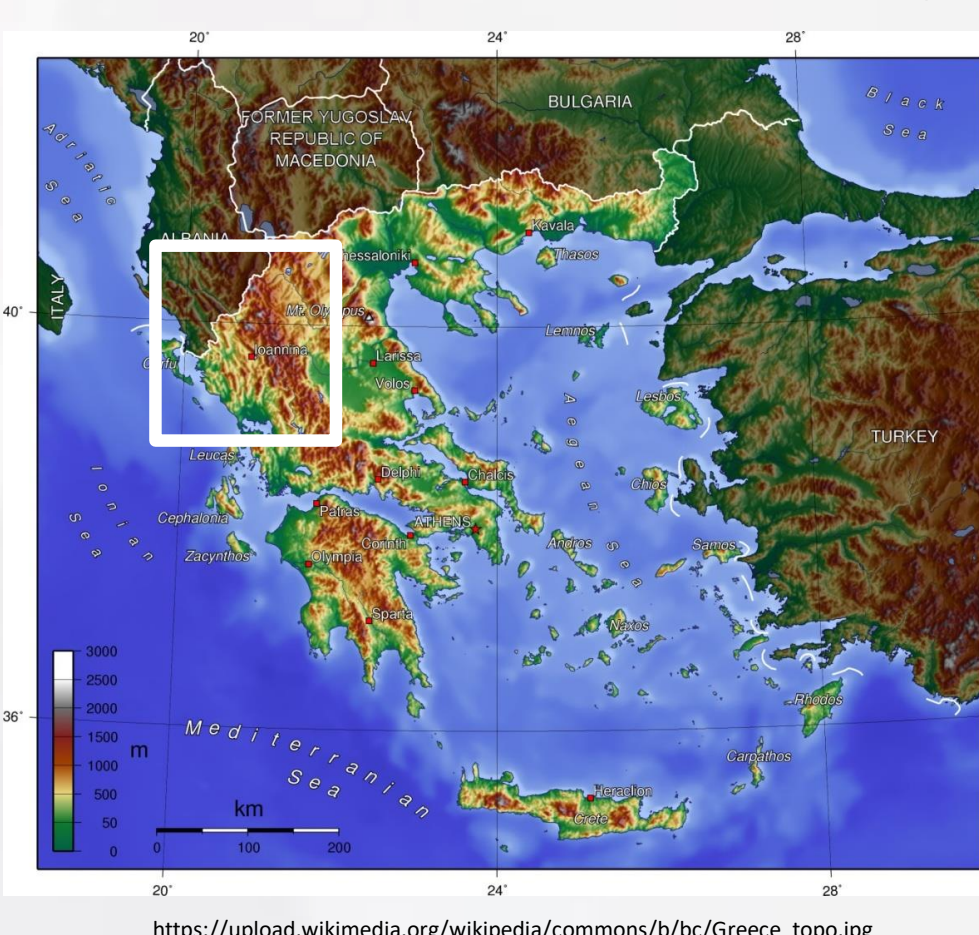 20°
24°
28°
Black
Sea
BULGARIA
FORMER YUGOSLAV
REPUBLIC OF
MACEDONIA
Adriatic
Sea
Kavala
ALBANIA
Thasos
nessaloniki
ITALY
40°
Mt. Olympus
Lemnos
Ioannina
Larissa
Corfu
Volos
Lesbos
Aegean
Sea
TURKEY
Leucas
Delphi
Chalcis
Chios
Ionian
Sea
Cephalonia
Patras
ATHENS
Corinth
Andros
Samos
Zacynthos
Olympia
Sparta
Naxos
3000
2500
2000
1500
1000
500
50
0
m
Rhodos
36°
Mediterranian
Sea
Carpathos
Heraclion
Crete
km
0 100 200
20°
24°
28°
https://upload.wikimedia.org/wikipedia/commons/b/bc/Greece_topo.jpg